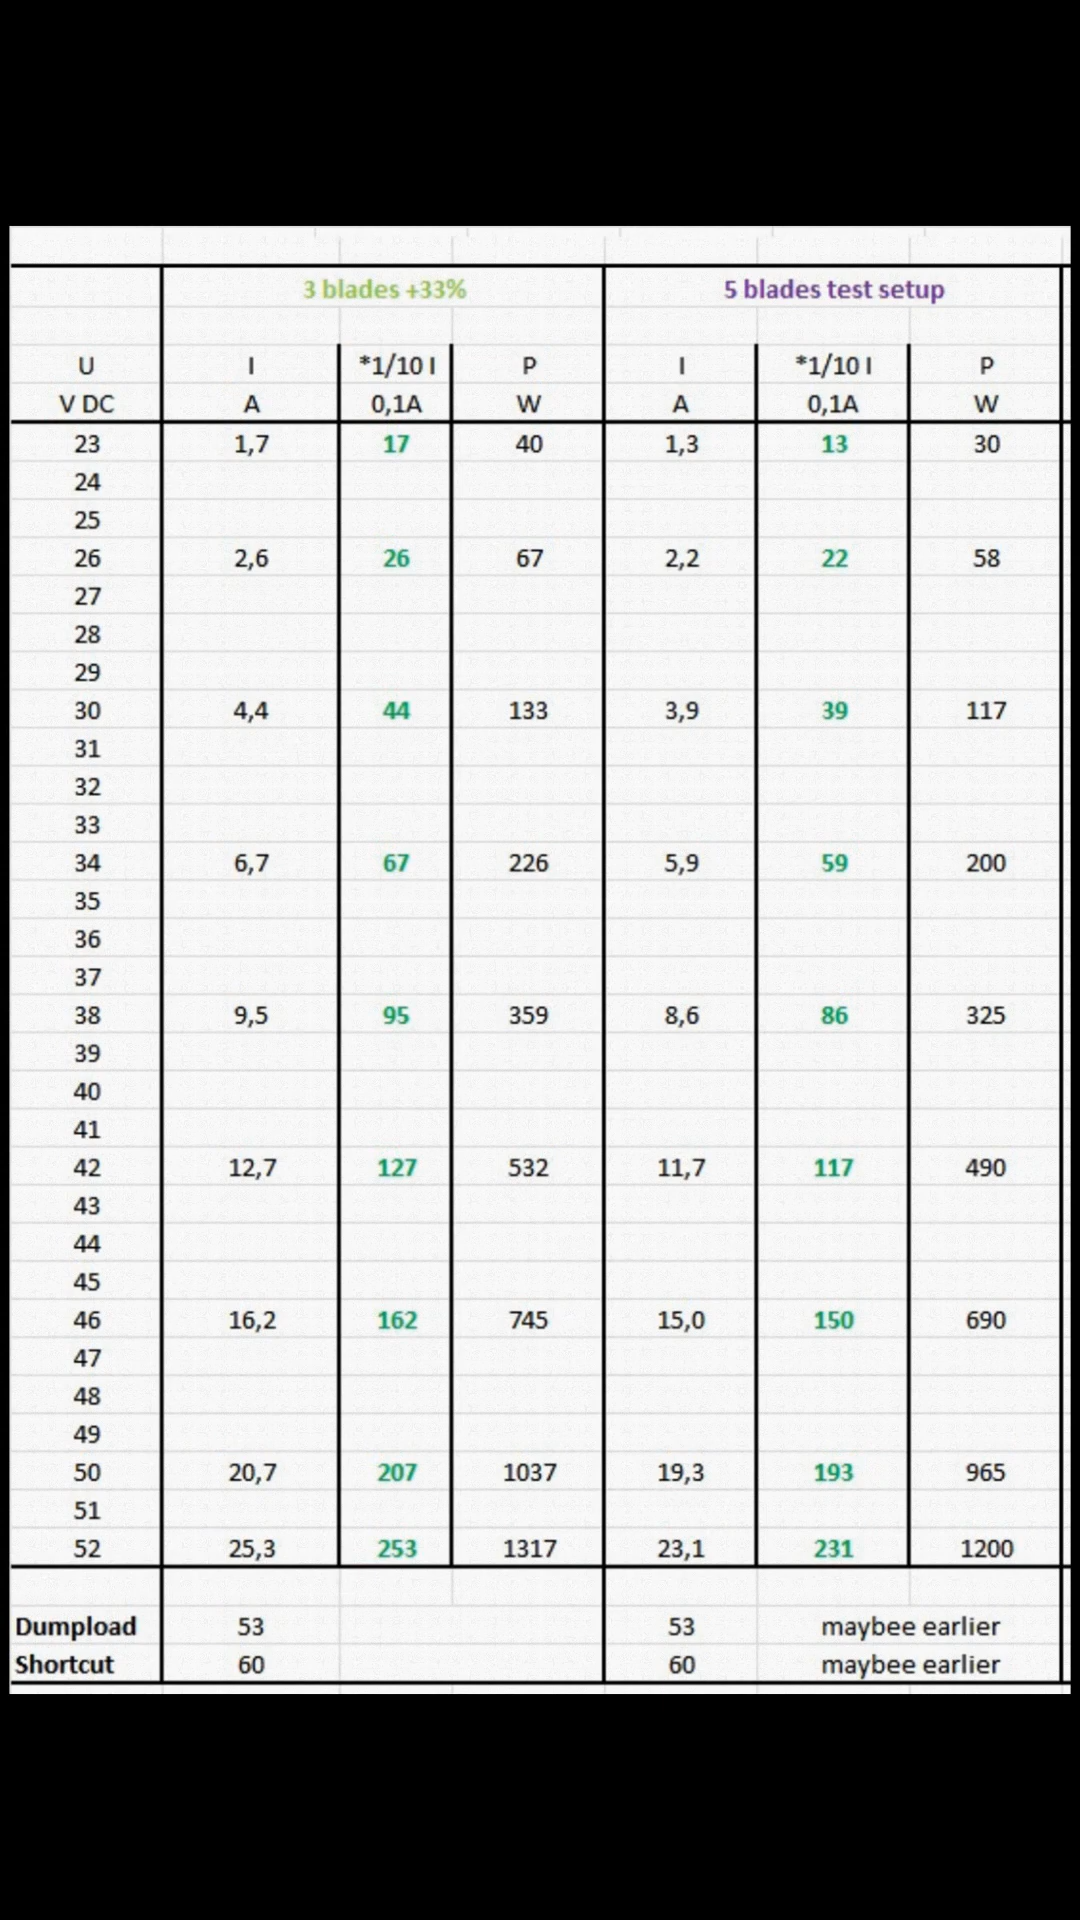 3 blades +33% 5 blades test setup
U I *1/10 I P I *1/10 I P
V DC A 0,1A W A 0,1A W
23 1,7 17 40 1,3 13 30
24
25
26 2,6 26 67 2,2 22 58
27
28
29
30 4,4 44 133 3,9 39 117
31
32
33
34 6,7 67 226 5,9 59 200
35
36
37
38 9,5 95 359 8,6 86 325
39
40
41
42 12,7 127 532 11,7 117 490
43
44
45
46 16,2 162 745 15,0 150 690
47
48
49
50 20,7 207 1037 19,3 193 965
51
52 25,3 253 1317 23,1 231 1200
Dumpload 53 53 maybee earlier
Shortcut 60 60 maybee earlier